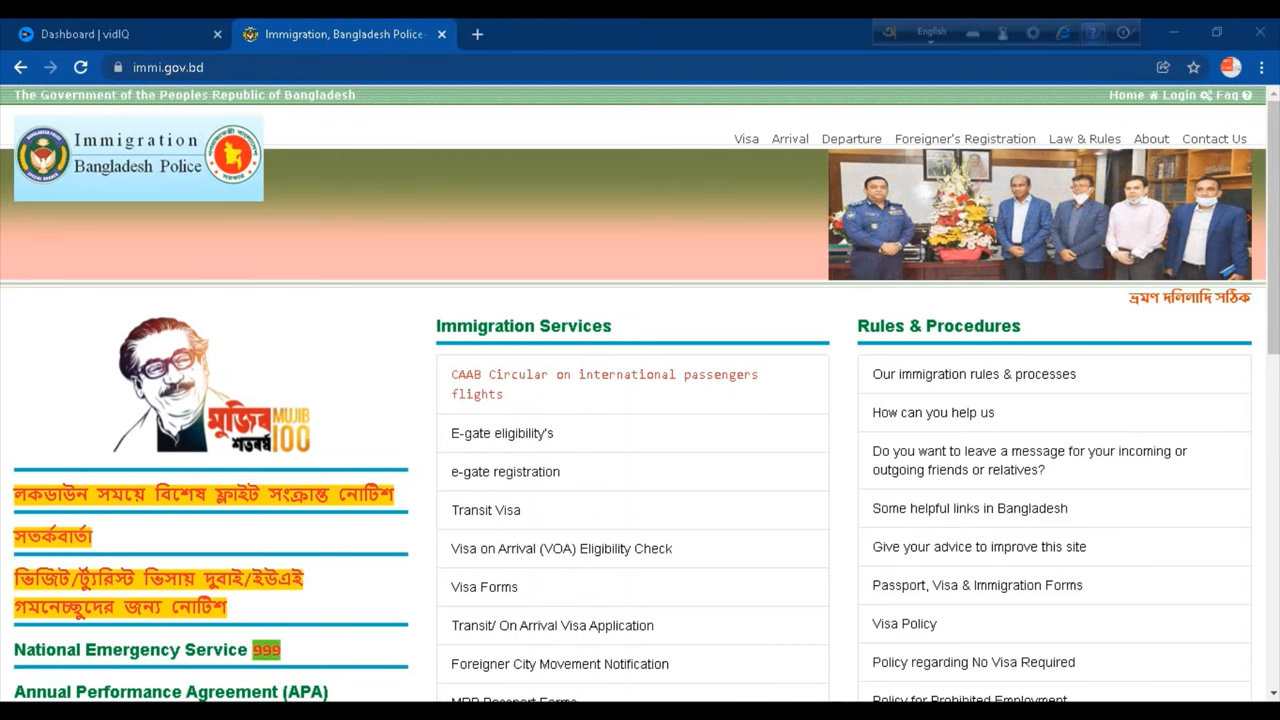 Dashboard | vidIQ
Immigration, Bangladesh Police
English
immi.gov.bd
The Government of the Peoples Republic of Bangladesh
Home Login Faq
Immigration
Bangladesh Police
Visa Arrival Departure Foreigner's Registration Law & Rules About Contact Us
ভ্রমণ দলিলাদি সঠিক
মুজিব
শতবর্ষ
MUJIB
100
লকডাউন সময়ে বিশেষ ফ্লাইট সংক্রান্ত নোটিশ
সতর্কবার্তা
ভিজিট/ট্যুরিস্ট ভিসায় দুবাই/ইউএই
গমনেচ্ছুদের জন্য নোটিশ
National Emergency Service 999
Annual Performance Agreement (APA)
Immigration Services
CAAB Circular on international passengers
flights
E-gate eligibility's
e-gate registration
Transit Visa
Visa on Arrival (VOA) Eligibility Check
Visa Forms
Transit/ On Arrival Visa Application
Foreigner City Movement Notification
MRP Passport Forms
Rules & Procedures
Our immigration rules & processes
How can you help us
Do you want to leave a message for your incoming or
outgoing friends or relatives?
Some helpful links in Bangladesh
Give your advice to improve this site
Passport, Visa & Immigration Forms
Visa Policy
Policy regarding No Visa Required
Policy for Prohibited Employment